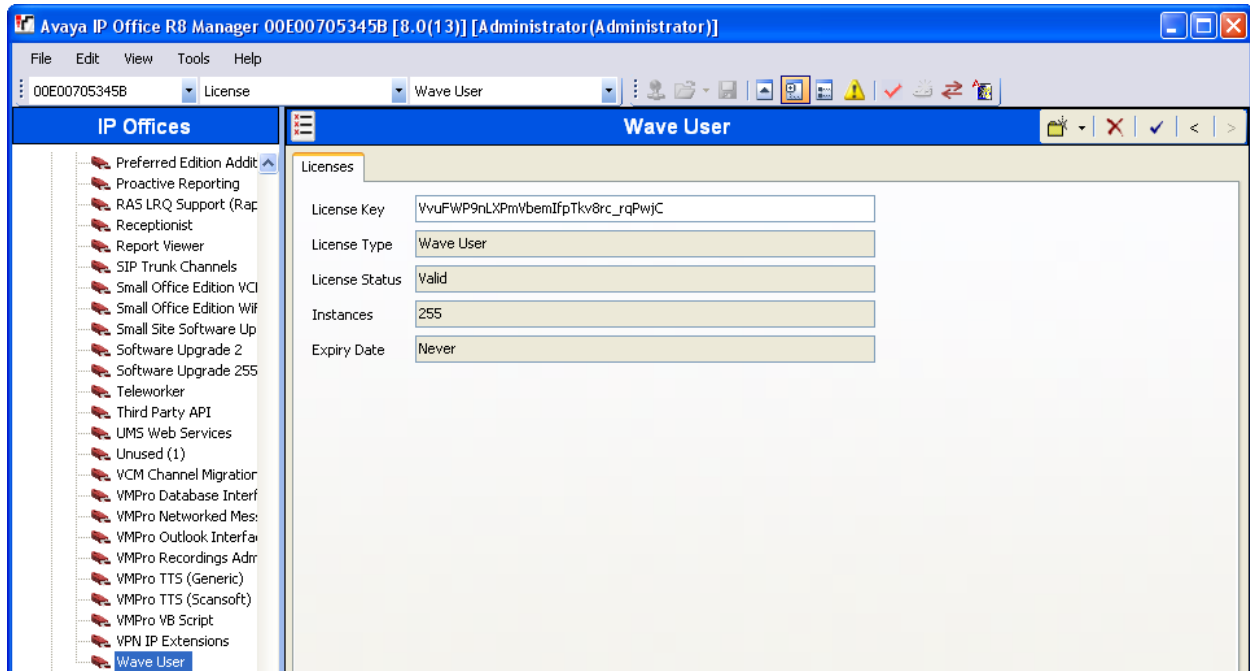 Avaya IP Office R8 Manager 00E00705345B [8.0(13)] [Administrator(Administrator)]
File Edit View Tools Help
00E00705345B License Wave User
IP Offices
Wave User
Preferred Edition Addit
Proactive Reporting
RAS LRQ Support (Rap
Receptionist
Report Viewer
SIP Trunk Channels
Small Office Edition VCI
Small Office Edition WiF
Small Site Software Up
Software Upgrade 2
Software Upgrade 255
Teleworker
Third Party API
UMS Web Services
Unused (1)
VCM Channel Migration
VMPro Database Interf
VMPro Networked Mes
VMPro Outlook Interfa
VMPro Recordings Adm
VMPro TTS (Generic)
VMPro TTS (Scansoft)
VMPro VB Script
VPN IP Extensions
Wave User
Licenses
License Key VvuFWP9nLXPmVbemIfpTkv8rc_rqPwjC
License Type Wave User
License Status Valid
Instances 255
Expiry Date Never